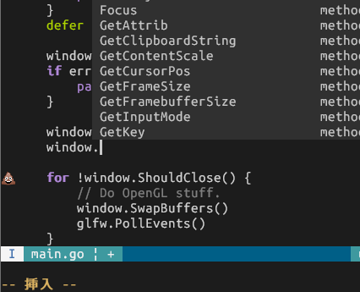 }
Focus method
defer GetAttrib method
GetClipboardString method
window GetContentScale method
if err GetCursorPos method
pa GetFrameSize method
} GetFramebufferSize method
GetInputMode method
window GetKey method
window.
for !window.ShouldClose() {
// Do OpenGL stuff.
window.SwapBuffers()
glfw.PollEvents()
}
I main.go ¦ +
-- 挿入 --